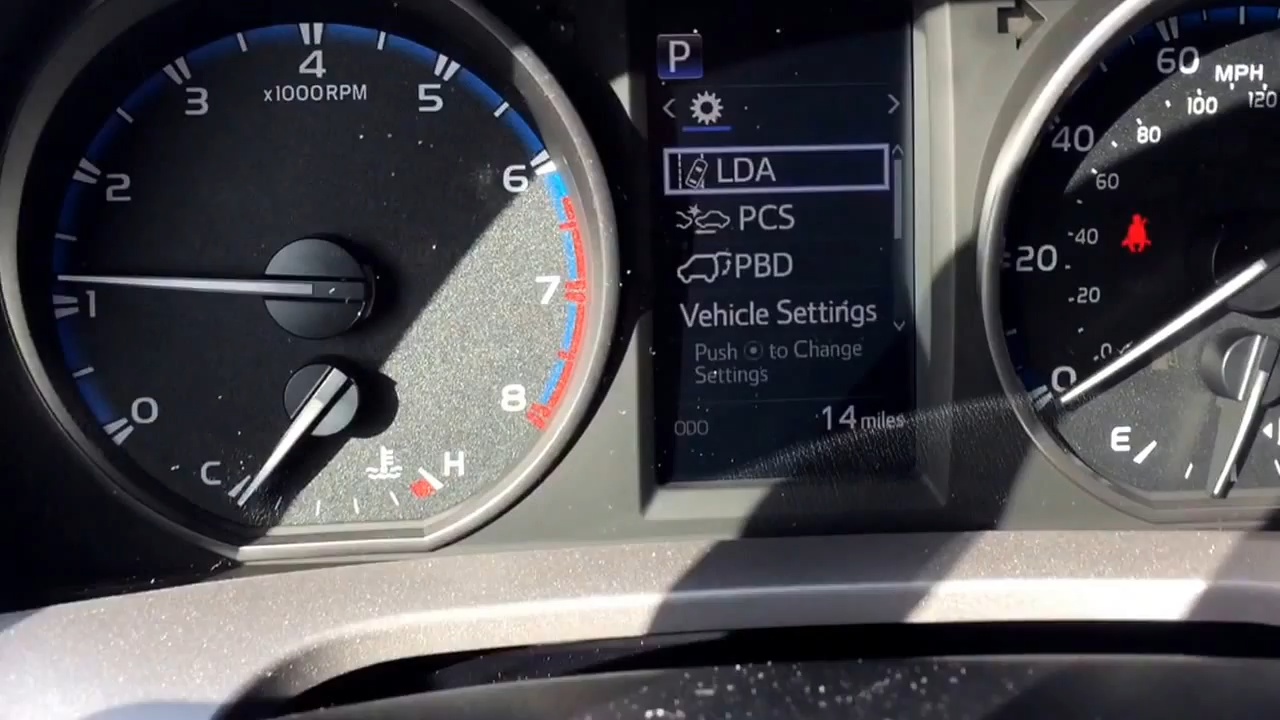 0
1
2
3
4
x1000RPM
5
6
7
8
C
H
P
LDA
PCS
PBD
Vehicle Settings
Push to Change
Settings
ODO 14 miles
0
20
40
60
MPH
0
20
40
60
80
100
120
E